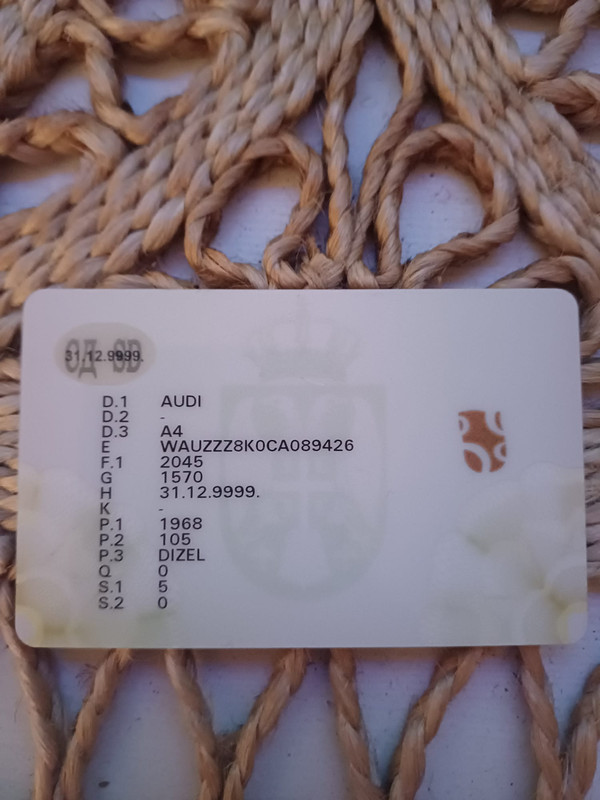 31.12.9999.
ОД SD
D.1 AUDI
D.2 -
D.3 A4
E WAUZZZ8K0CA089426
F.1 2045
G 1570
H 31.12.9999.
K -
P.1 1968
P.2 105
P.3 DIZEL
Q 0
S.1 5
S.2 0